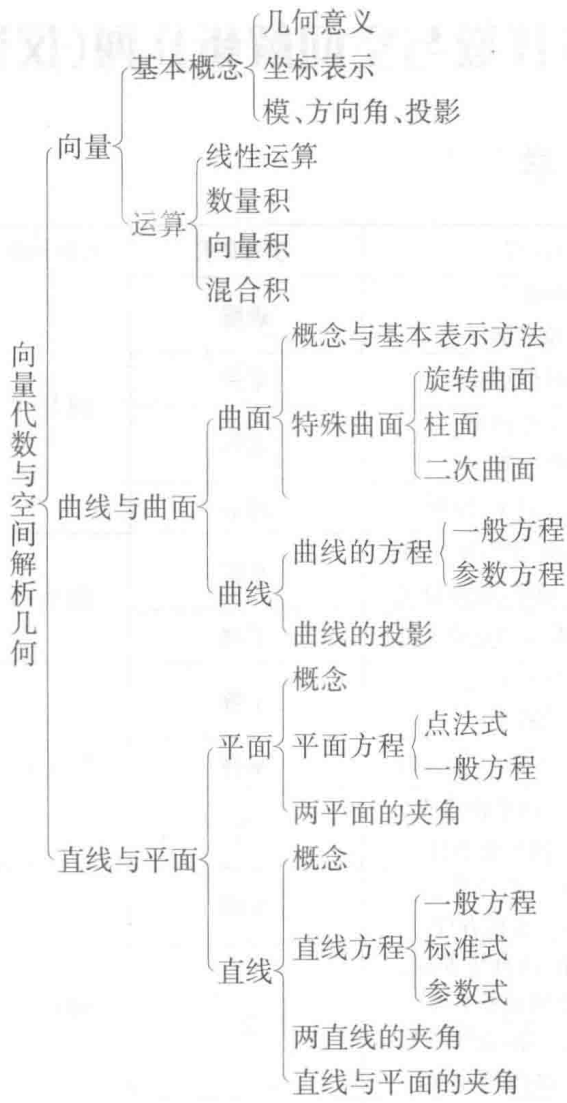 向量代数与空间解析几何
向量
基本概念
几何意义
坐标表示
模、方向角、投影
运算
线性运算
数量积
向量积
混合积
曲线与曲面
曲面
概念与基本表示方法
特殊曲面
旋转曲面
柱面
二次曲面
曲线
曲线的方程
一般方程
参数方程
曲线的投影
直线与平面
平面
概念
平面方程
点法式
一般方程
两平面的夹角
直线
概念
直线方程
一般方程
标准式
参数式
两直线的夹角
直线与平面的夹角